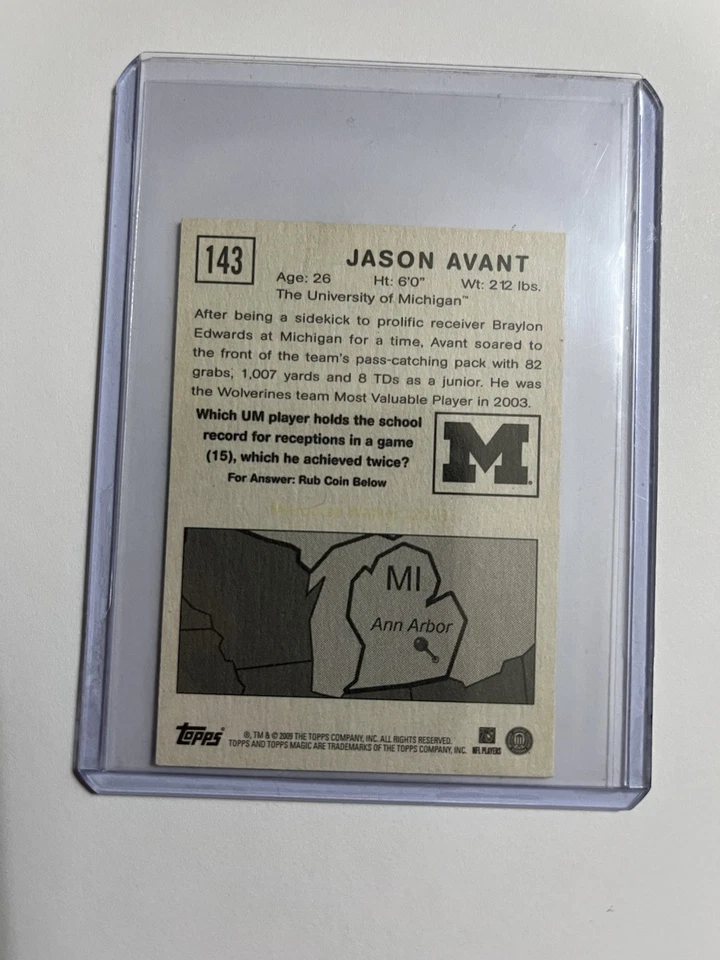 143
JASON AVANT
Age: 26 Ht: 6'0" Wt: 212 lbs.
The University of Michigan™
After being a sidekick to prolific receiver Braylon
Edwards at Michigan for a time, Avant soared to
the front of the team's pass-catching pack with 82
grabs, 1,007 yards and 8 TDs as a junior. He was
the Wolverines team Most Valuable Player in 2003.
Which UM player holds the school
record for receptions in a game
(15), which he achieved twice?
For Answer: Rub Coin Below
M
MI
Ann Arbor
Topps
®, TM & © 2009 THE TOPPS COMPANY, INC. ALL RIGHTS RESERVED.
TOPPS AND TOPPS MAGIC ARE TRADEMARKS OF THE TOPPS COMPANY, INC.
NFL PLAYERS